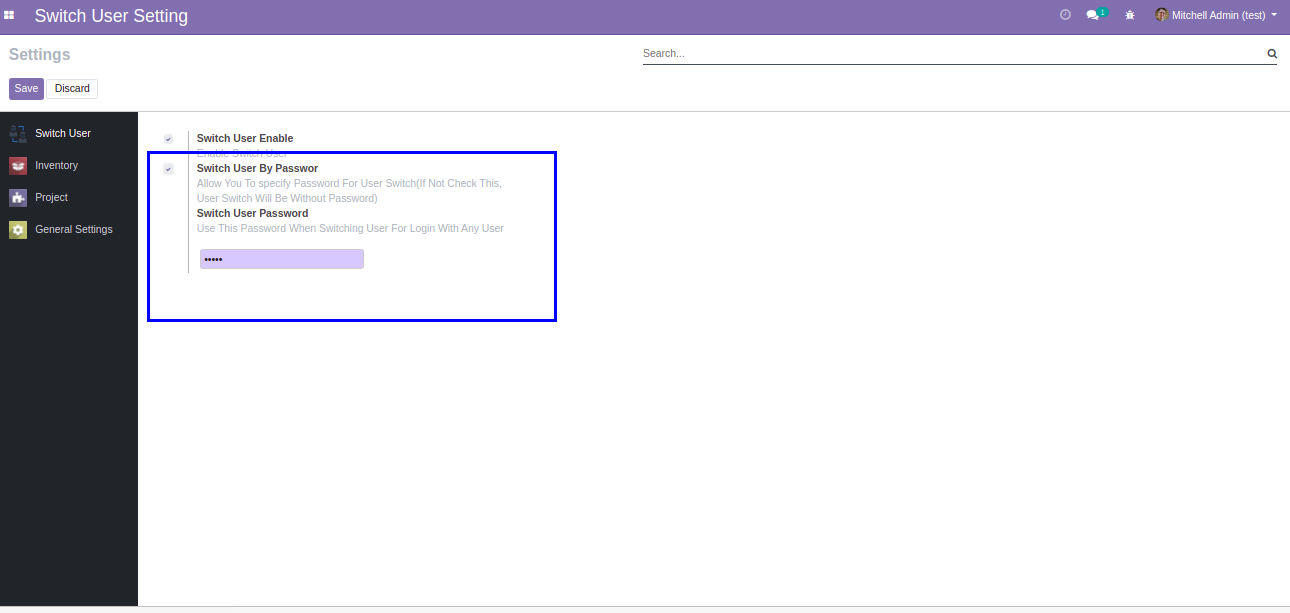 Switch User Setting
1
Mitchell Admin (test)
Settings
Search...
Save
Discard
Switch User
Inventory
Project
General Settings
Switch User Enable
Enable Switch User
Switch User By Passwor
Allow You To specify Password For User Switch(If Not Check This,
User Switch Will Be Without Password)
Switch User Password
Use This Password When Switching User For Login With Any User
•••••